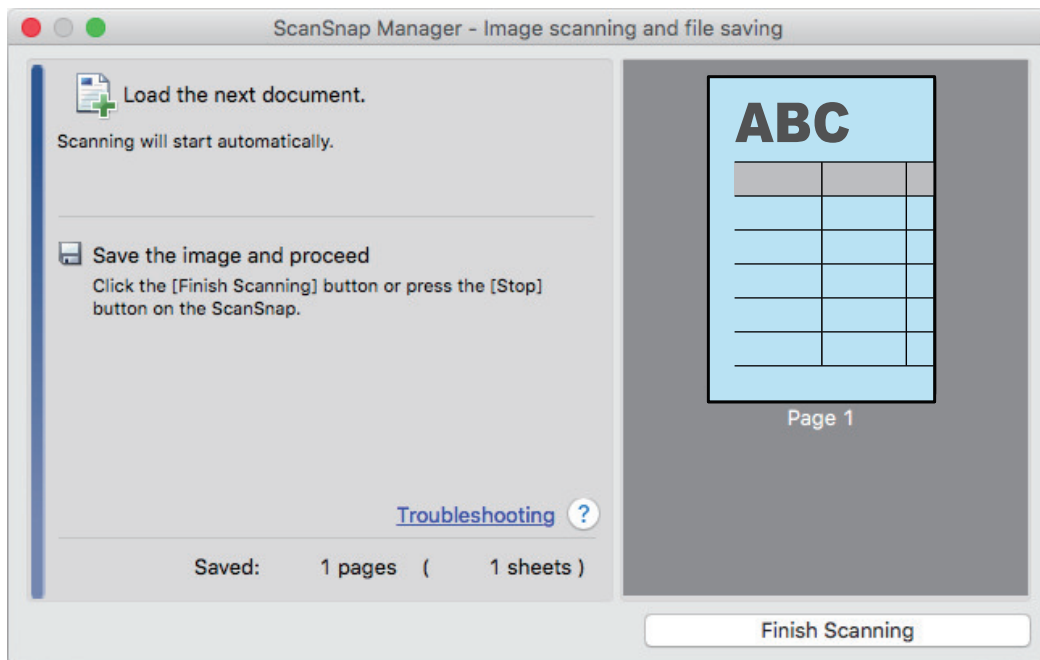 ScanSnap Manager - Image scanning and file saving
Load the next document.
Scanning will start automatically.
Save the image and proceed
Click the [Finish Scanning] button or press the [Stop]
button on the ScanSnap.
Troubleshooting ?
Saved: 1 pages ( 1 sheets )
ABC
Page 1
Finish Scanning